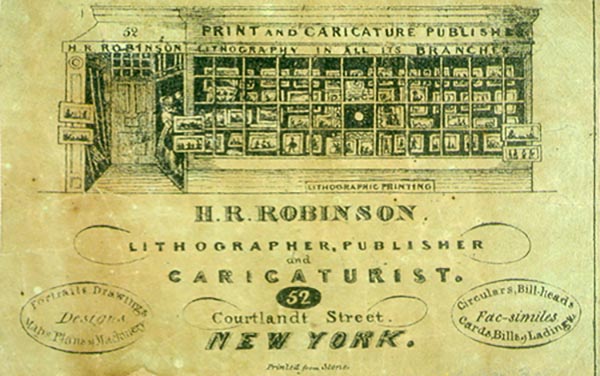 52 PRINT AND CARICATURE PUBLISHER
H.R. ROBINSON LITHOGRAPHY IN ALL ITS BRANCHES
LITHOGRAPHIC PRINTING
H.R. ROBINSON.
LITHOGRAPHER, PUBLISHER
and
CARICATURIST.
52
Courtlandt Street.
NEW YORK.
Portraits Drawings
Designs
Maps Plans of Machinery
Circulars, Bill-heads
Fac-similes
Cards, Bills of Lading
Printed from Stone.